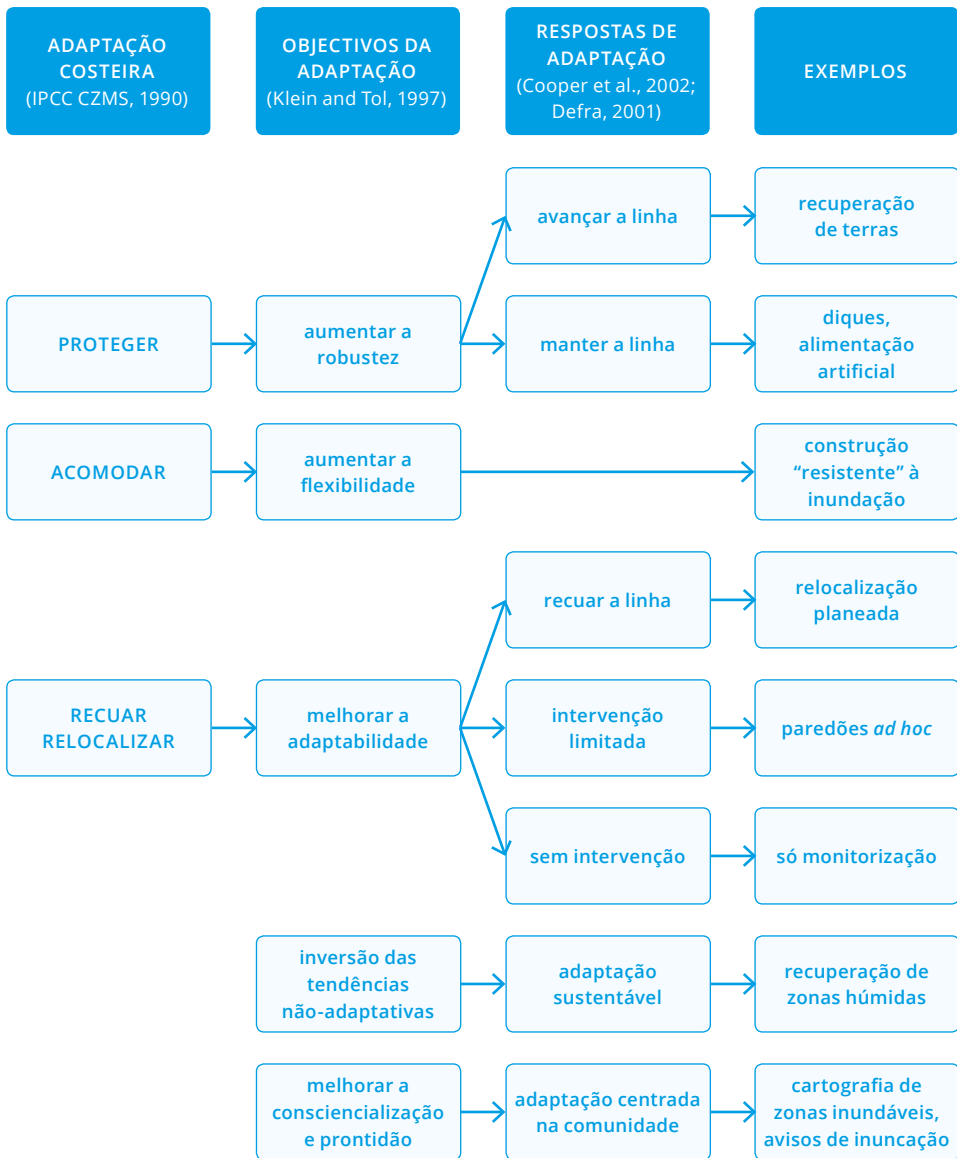 ADAPTAÇÃO
COSTEIRA
(IPCC CZMS, 1990)
OBJECTIVOS DA
ADAPTAÇÃO
(Klein and Tol, 1997)
RESPOSTAS DE
ADAPTAÇÃO
(Cooper et al., 2002;
Defra, 2001)
EXEMPLOS
avançar a linha
recuperação
de terras
PROTEGER
aumentar a
robustez
manter a linha
diques,
alimentação
artificial
ACOMODAR
aumentar a
flexibilidade
construção
“resistente” à
inundação
recuar a linha
relocalização
planeada
RECUAR
RELOCALIZAR
melhorar a
adaptabilidade
intervenção
limitada
paredões ad hoc
sem intervenção
só monitorização
inversão das
tendências
não-adaptativas
adaptação
sustentável
recuperação de
zonas húmidas
melhorar a
consciencialização
e prontidão
adaptação centrada
na comunidade
cartografia de
zonas inundáveis,
avisos de inuncação